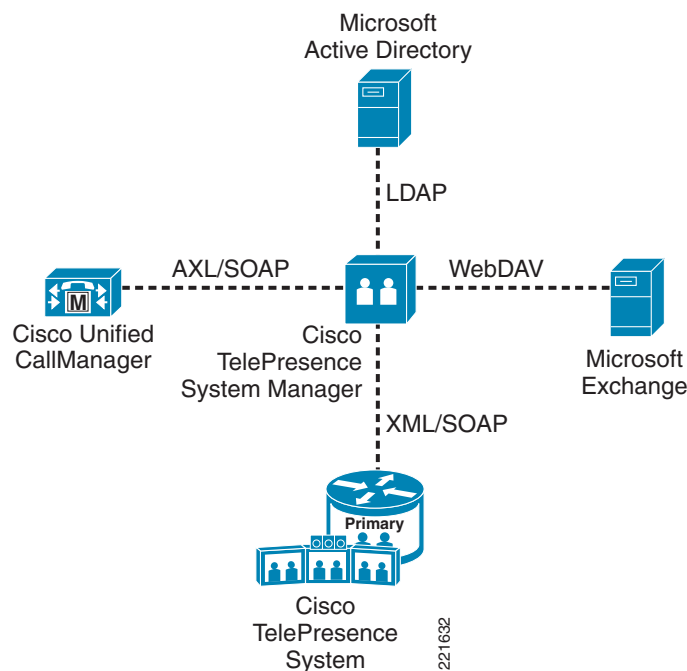 Microsoft
Active Directory
LDAP
AXL/SOAP
WebDAV
M
Cisco Unified
CallManager
Cisco
TelePresence
System Manager
Microsoft
Exchange
XML/SOAP
Primary
Cisco
TelePresence
System
221632